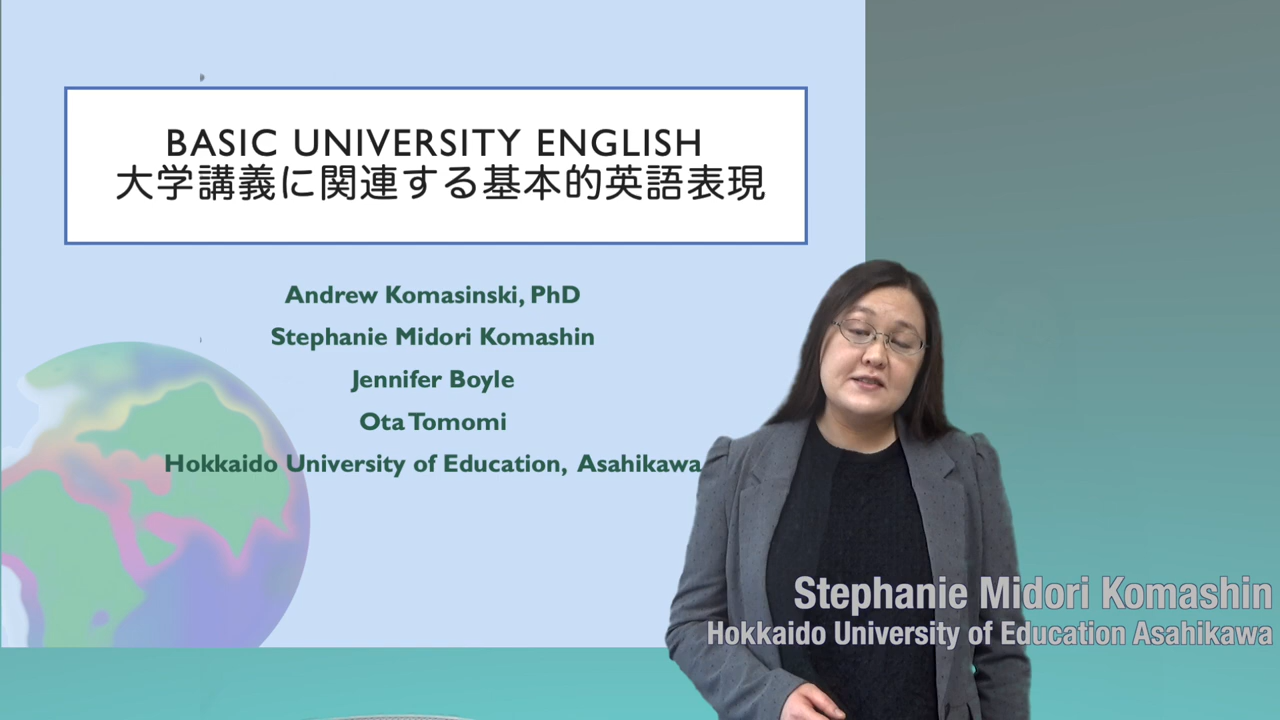 BASIC UNIVERSITY ENGLISH
大学講義に関連する基本的英語表現
Andrew Komasinski, PhD
Stephanie Midori Komashin
Jennifer Boyle
Ota Tomomi
Hokkaido University of Education, Asahikawa
Stephanie Midori Komashin
Hokkaido University of Education Asahikawa